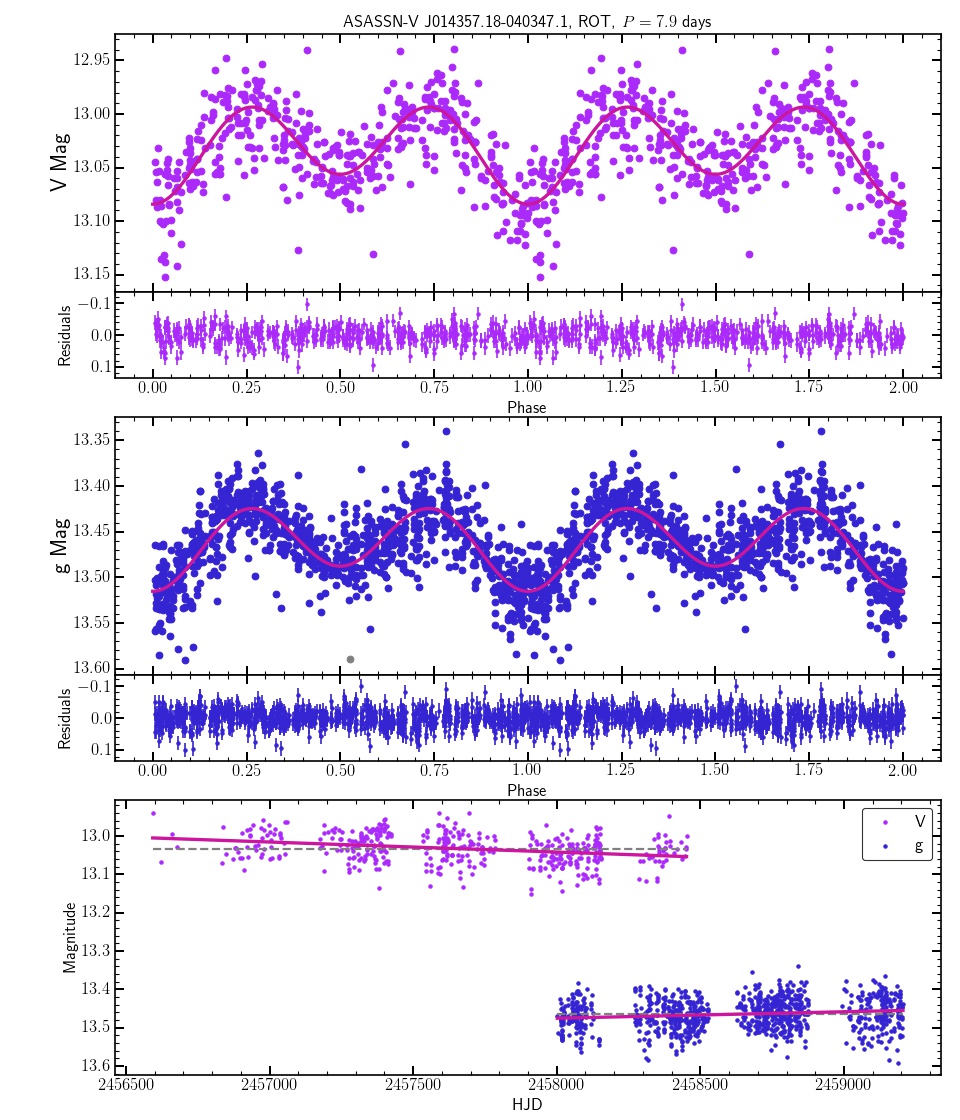 ASASSN-V J014357.18-040347.1, ROT, P = 7.9 days
12.95
13.00
13.05
13.10
13.15
V Mag
−0.1
0.0
0.1
Residuals
0.00 0.25 0.50 0.75 1.00 1.25 1.50 1.75 2.00
Phase
13.35
13.40
13.45
13.50
13.55
13.60
g Mag
−0.1
0.0
0.1
Residuals
0.00 0.25 0.50 0.75 1.00 1.25 1.50 1.75 2.00
Phase
V
g
13.0
13.1
13.2
13.3
13.4
13.5
13.6
Magnitude
2456500 2457000 2457500 2458000 2458500 2459000
HJD